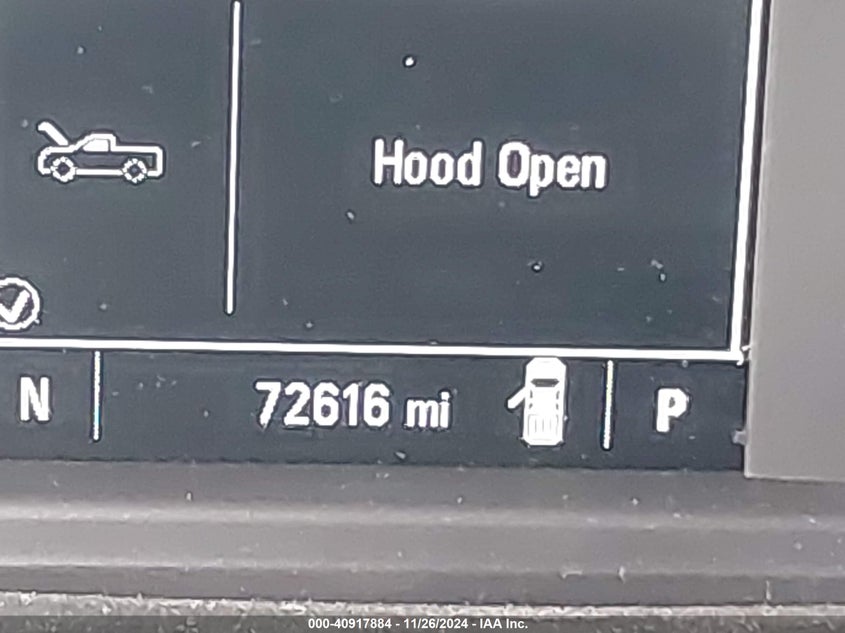 Hood Open
N
72616 mi
P
000-40917884 - 11/26/2024 - IAA Inc.